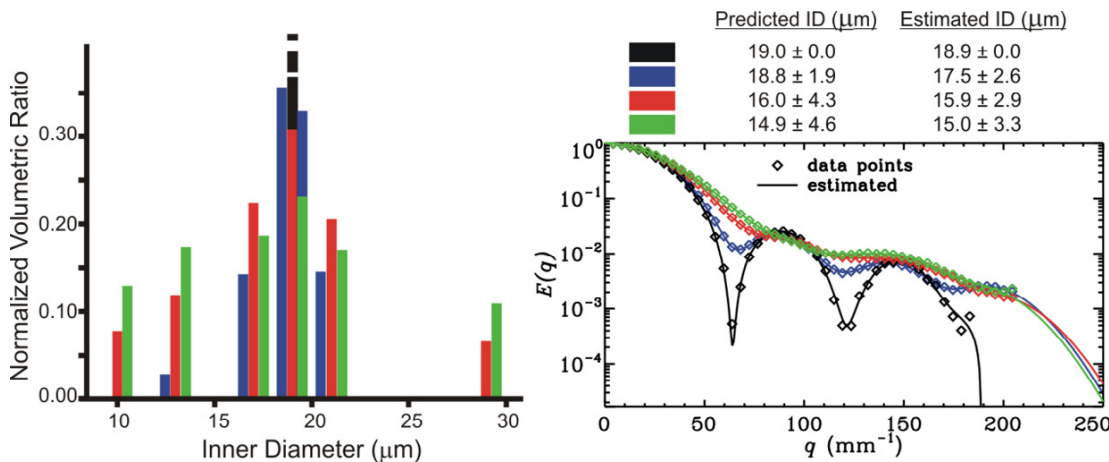 Predicted ID (μm) Estimated ID (μm)
19.0 ± 0.0 18.9 ± 0.0
18.8 ± 1.9 17.5 ± 2.6
16.0 ± 4.3 15.9 ± 2.9
14.9 ± 4.6 15.0 ± 3.3
Normalized Volumetric Ratio
0.30
0.20
0.10
0.00
10 15 20 25 30
Inner Diameter (μm)
data points
estimated
E(q)
10⁰
10⁻¹
10⁻²
10⁻³
10⁻⁴
0 50 100 150 200 250
q (mm⁻¹)